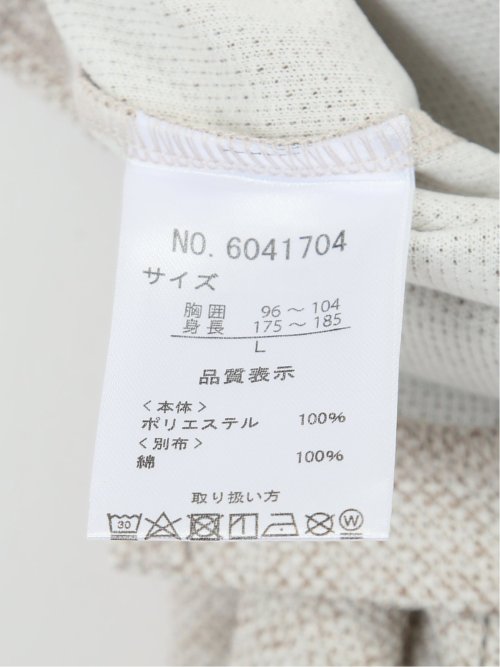 NO. 6041704
サイズ
胸囲 96～104
身長 175～185
L
品質表示
＜本体＞
ポリエステル 100%
＜別布＞
綿 100%
取り扱い方
30 W